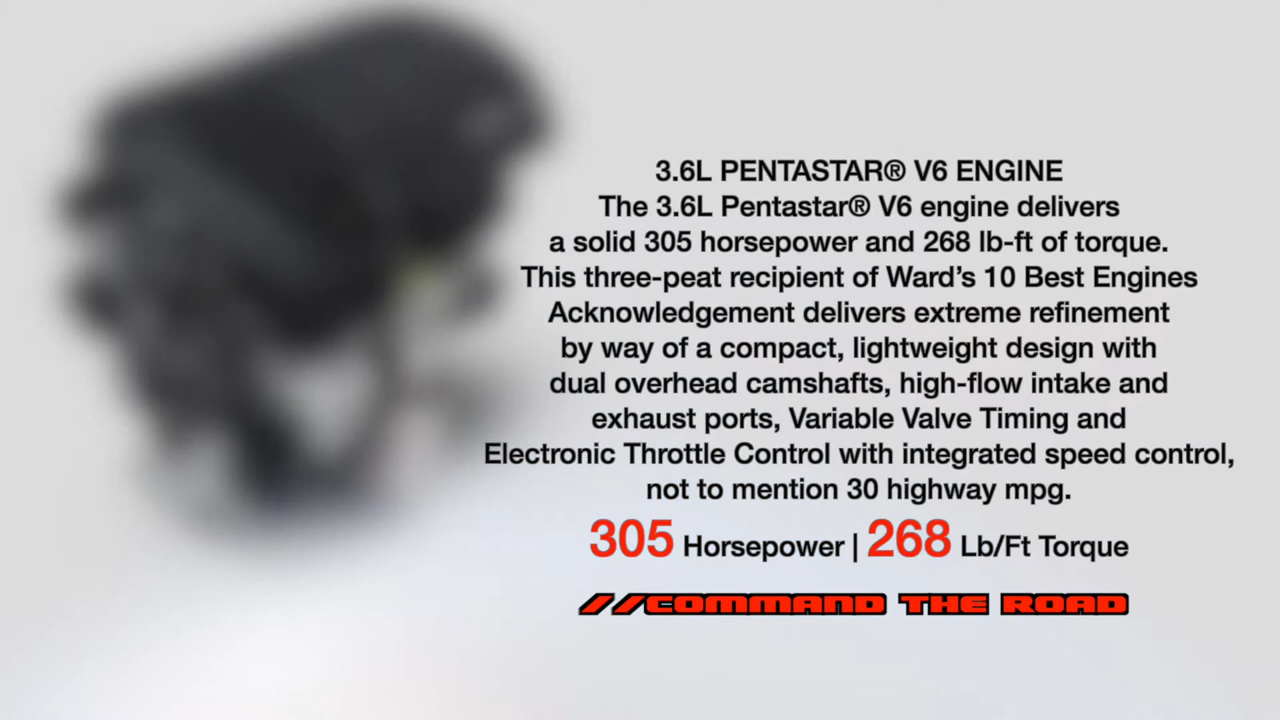 3.6L PENTASTAR® V6 ENGINE
The 3.6L Pentastar® V6 engine delivers
a solid 305 horsepower and 268 lb-ft of torque.
This three-peat recipient of Ward’s 10 Best Engines
Acknowledgement delivers extreme refinement
by way of a compact, lightweight design with
dual overhead camshafts, high-flow intake and
exhaust ports, Variable Valve Timing and
Electronic Throttle Control with integrated speed control,
not to mention 30 highway mpg.
305 Horsepower | 268 Lb/Ft Torque
//COMMAND THE ROAD